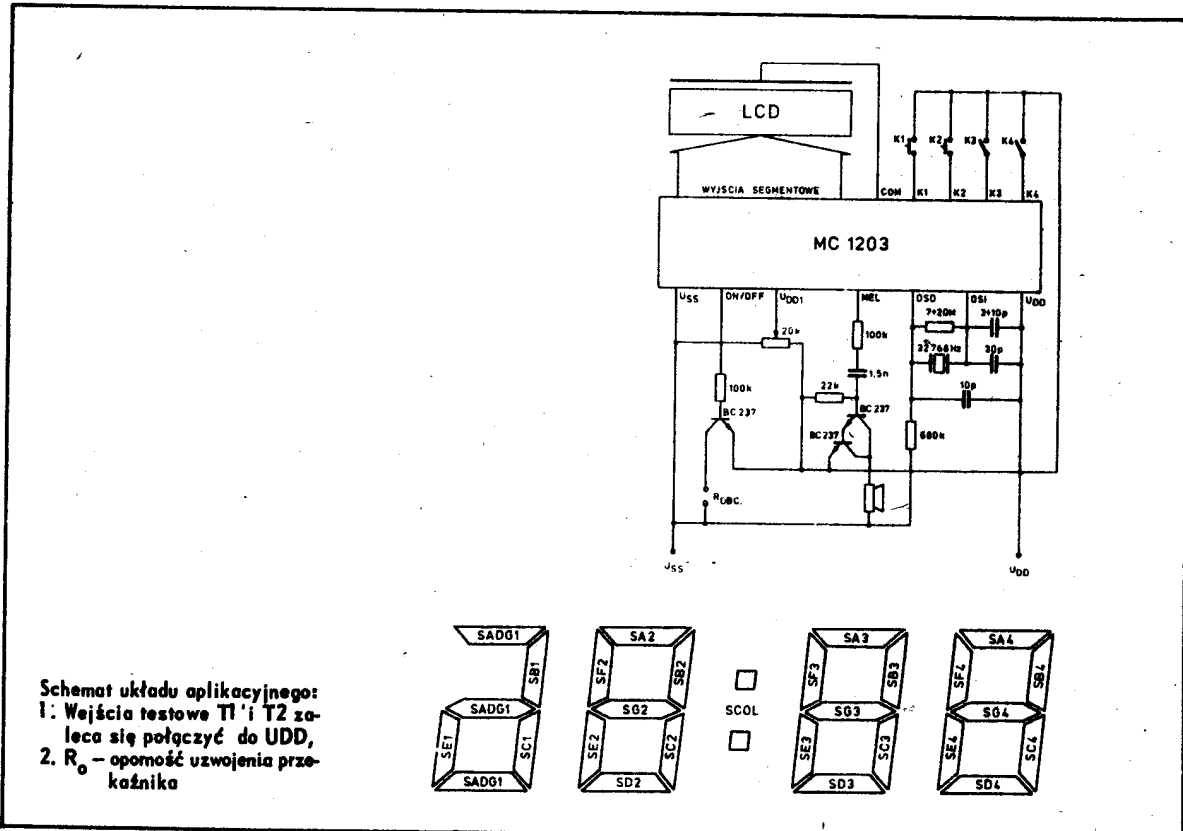 LCD
K1 K2 K3 K4
WYJSCIA SEGMENTOWE COM K1 K2 K3 K4
MC 1203
USS ON/OFF UDD1 MEL OSO OSI UDD
20k
100k
7÷20M
3÷10p
32766Hz
30p
1,5n
100k
22k
10p
BC 237
BC 237
BC 237
680k
ROBC.
USS
UDD
SADG1 SA2 SA3 SA4
SB1 SF2 SB2 SF3 SB3 SF4 SB4
SADG1 SG2 SCOL SG3 SG4
SE1 SC1 SE2 SC2 SE3 SC3 SE4 SC4
SADG1 SD2 SD3 SD4
Schemat układu aplikacyjnego:
1. Wejścia testowe T1 i T2 za-
leca się połączyć do UDD,
2. Ro – oporność uzwojenia prze-
kaźnika